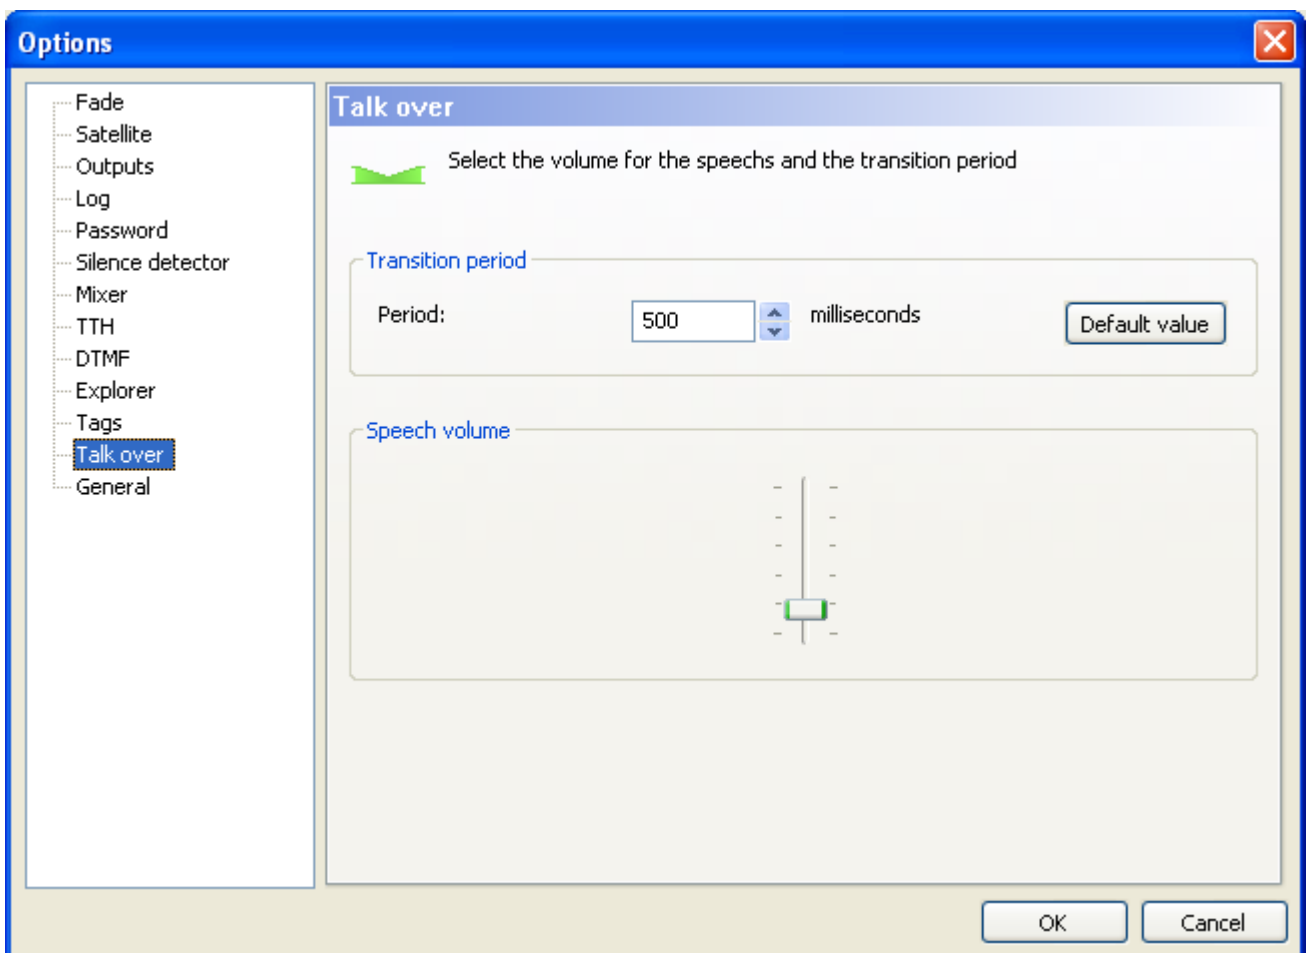 Options
Fade
Satellite
Outputs
Log
Password
Silence detector
Mixer
TTH
DTMF
Explorer
Tags
Talk over
General
Talk over
Select the volume for the speechs and the transition period
Transition period
Period: 500 milliseconds Default value
Speech volume
OK Cancel